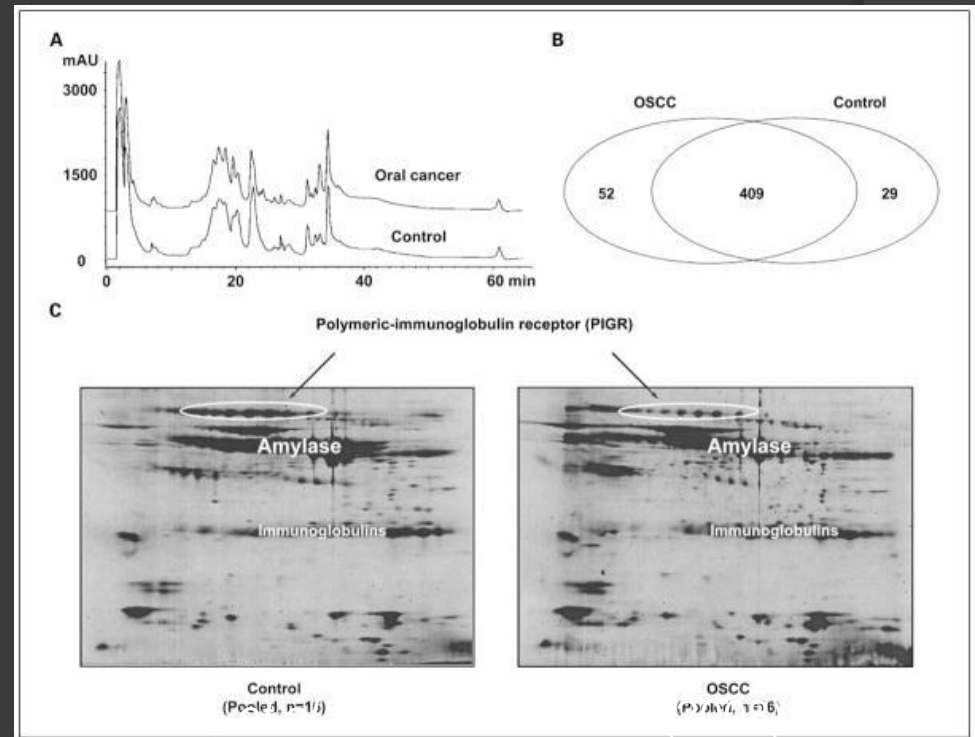 A
mAU
3000
1500
0
Oral cancer
Control
0 20 40 60 min
B
OSCC Control
52 409 29
C
Polymeric-immunoglobulin receptor (PIGR)
Amylase Amylase
Immunoglobulins Immunoglobulins
Control OSCC
(Pooled,